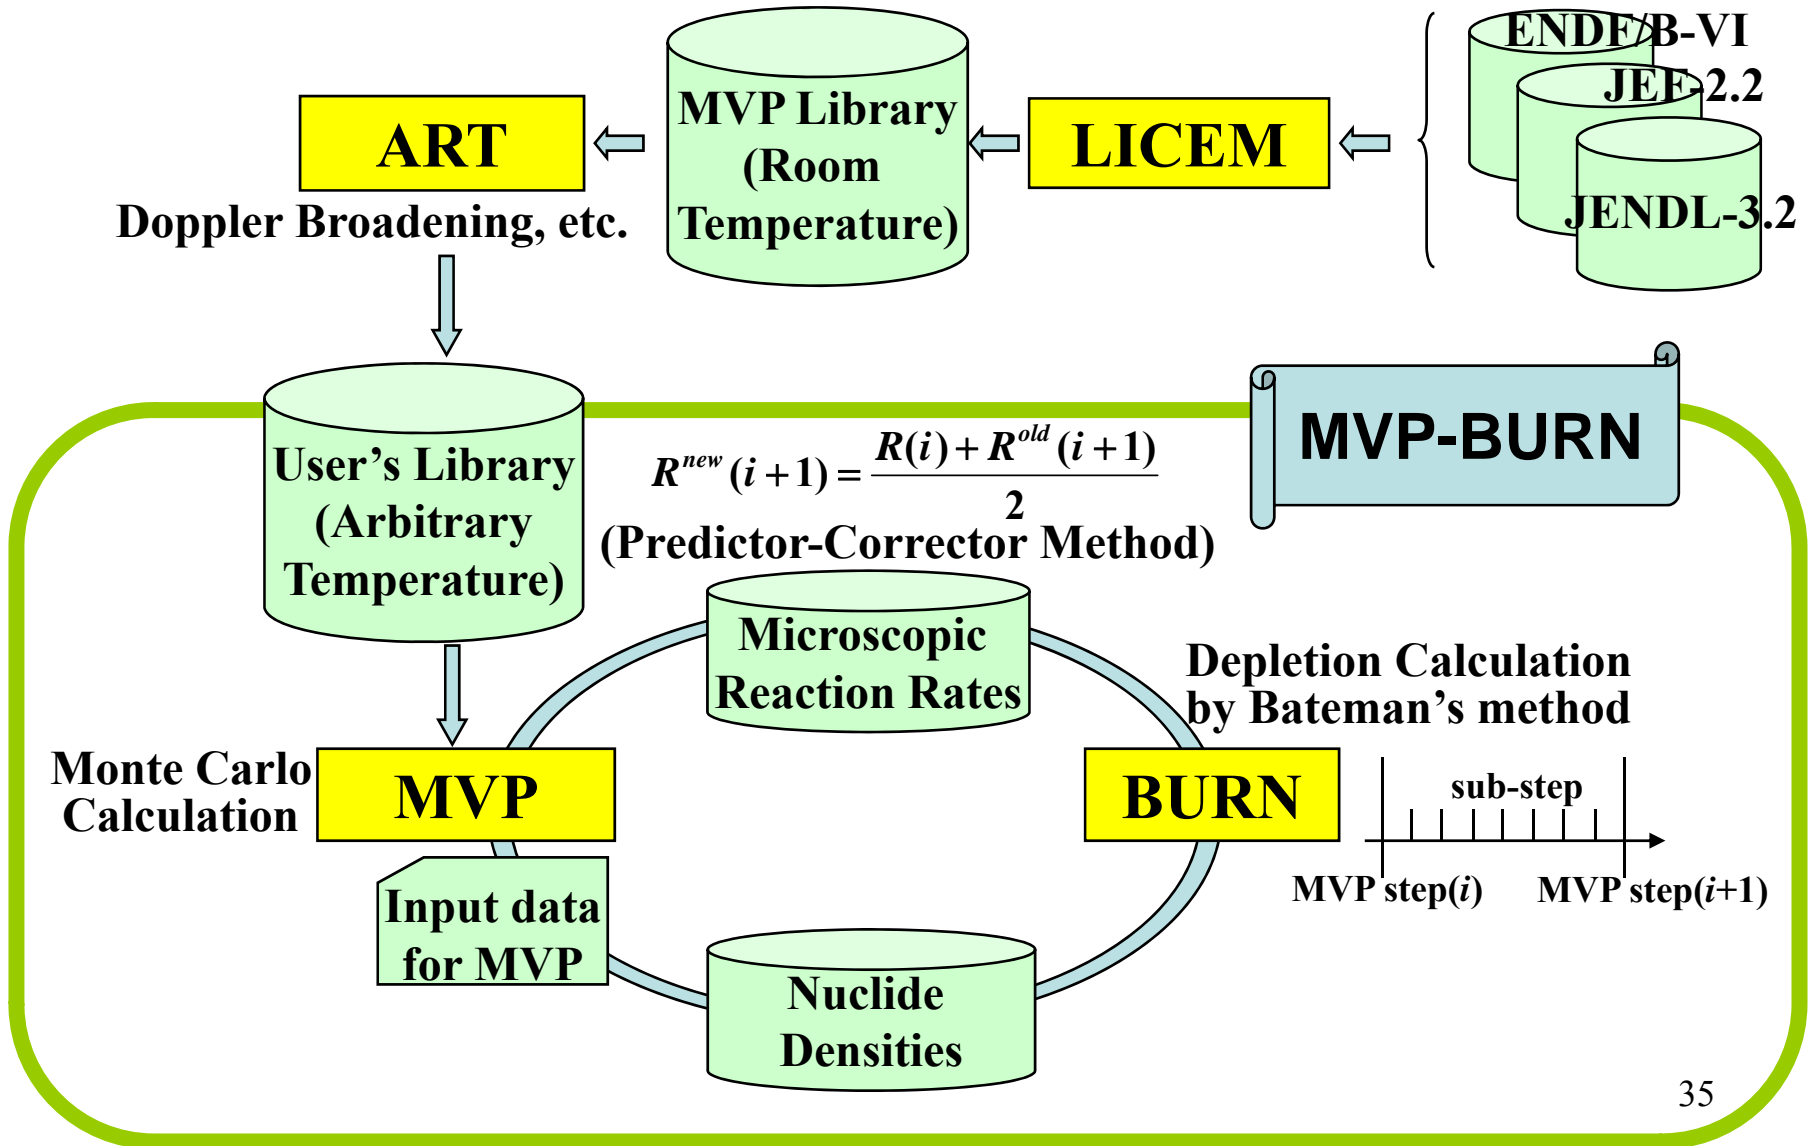 ENDF/B-VI
JEF-2.2
JENDL-3.2
LICEM
MVP Library
(Room
Temperature)
ART
Doppler Broadening, etc.
MVP-BURN
User’s Library
(Arbitrary
Temperature)
R^{new}(i+1) = \frac{R(i)+R^{old}(i+1)}{2}
(Predictor-Corrector Method)
Microscopic
Reaction Rates
Depletion Calculation
by Bateman’s method
Monte Carlo
Calculation
MVP
BURN
sub-step
MVP step(i)
MVP step(i+1)
Input data
for MVP
Nuclide
Densities
35